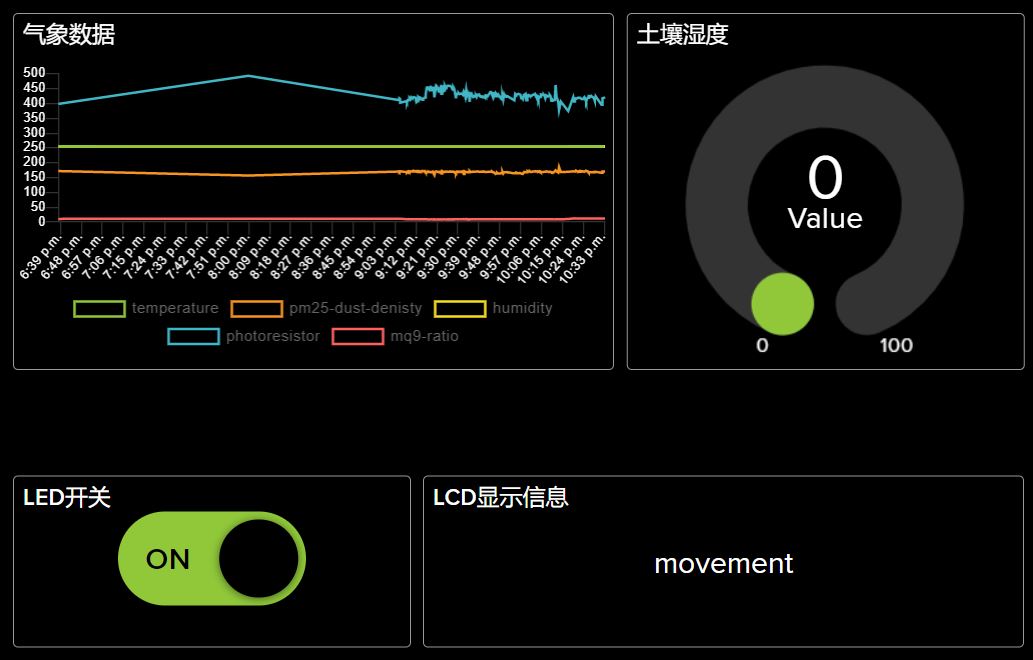 气象数据
500
450
400
350
300
250
200
150
100
50
0
6:39 p.m.
6:48 p.m.
6:57 p.m.
7:06 p.m.
7:15 p.m.
7:24 p.m.
7:33 p.m.
7:42 p.m.
7:51 p.m.
8:00 p.m.
8:09 p.m.
8:18 p.m.
8:27 p.m.
8:36 p.m.
8:45 p.m.
8:54 p.m.
9:03 p.m.
9:12 p.m.
9:21 p.m.
9:30 p.m.
9:39 p.m.
9:48 p.m.
9:57 p.m.
10:06 p.m.
10:15 p.m.
10:24 p.m.
10:33 p.m.
temperature pm25-dust-denisty humidity
photoresistor mq9-ratio
土壤湿度
0
Value
0 100
LED开关
ON
LCD显示信息
movement